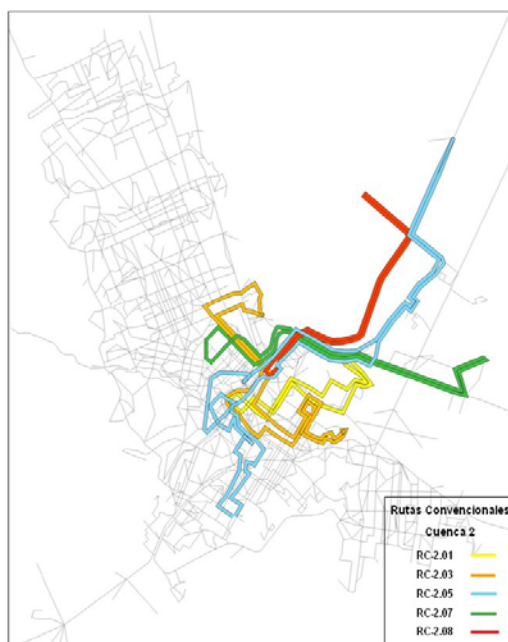 Rutas Convencionales
Cuenca 2
RC-2.01
RC-2.03
RC-2.05
RC-2.07
RC-2.08